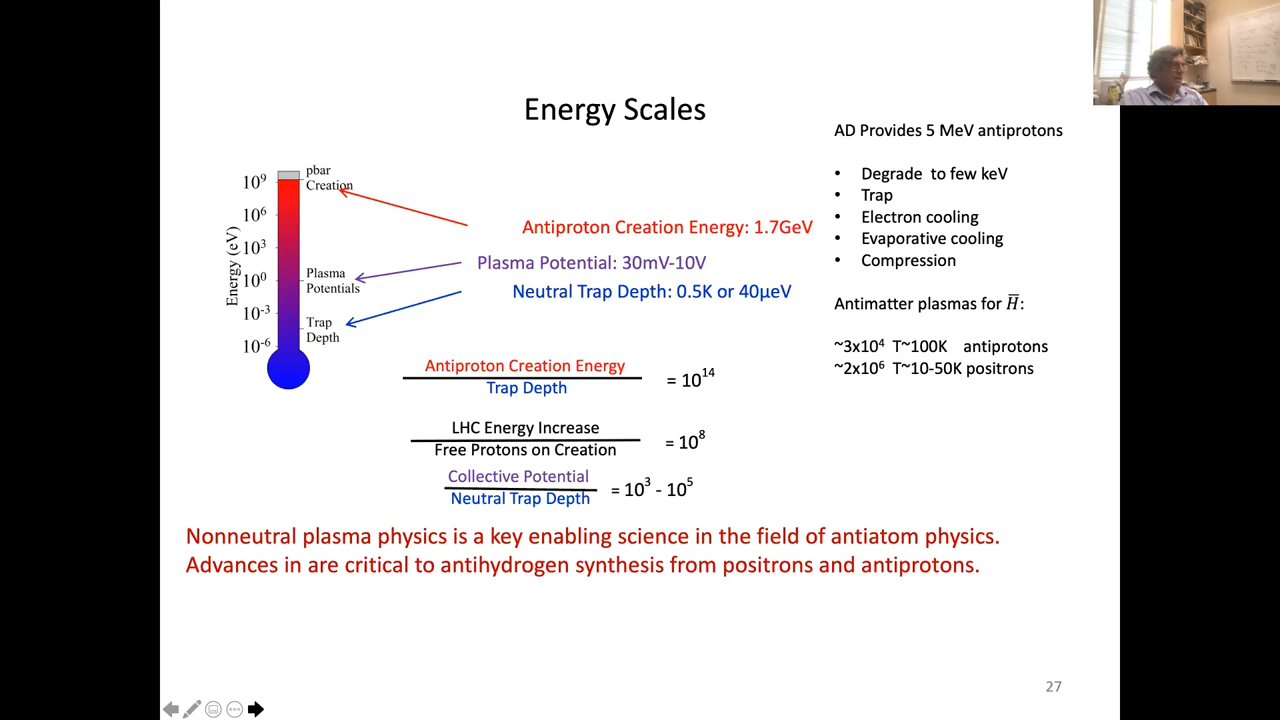 Energy Scales
AD Provides 5 MeV antiprotons
• Degrade to few keV
• Trap
• Electron cooling
• Evaporative cooling
• Compression
Antimatter plasmas for H̅:
~3x10⁴ T~100K antiprotons
~2x10⁶ T~10-50K positrons
Energy (eV)
10⁹
10⁶
10³
10⁰
10⁻³
10⁻⁶
pbar
Creation
Plasma
Potentials
Trap
Depth
Antiproton Creation Energy: 1.7GeV
Plasma Potential: 30mV-10V
Neutral Trap Depth: 0.5K or 40µeV
Antiproton Creation Energy
Trap Depth
= 10¹⁴
LHC Energy Increase
Free Protons on Creation
= 10⁸
Collective Potential
Neutral Trap Depth
= 10³ - 10⁵
Nonneutral plasma physics is a key enabling science in the field of antiatom physics.
Advances in are critical to antihydrogen synthesis from positrons and antiprotons.
27